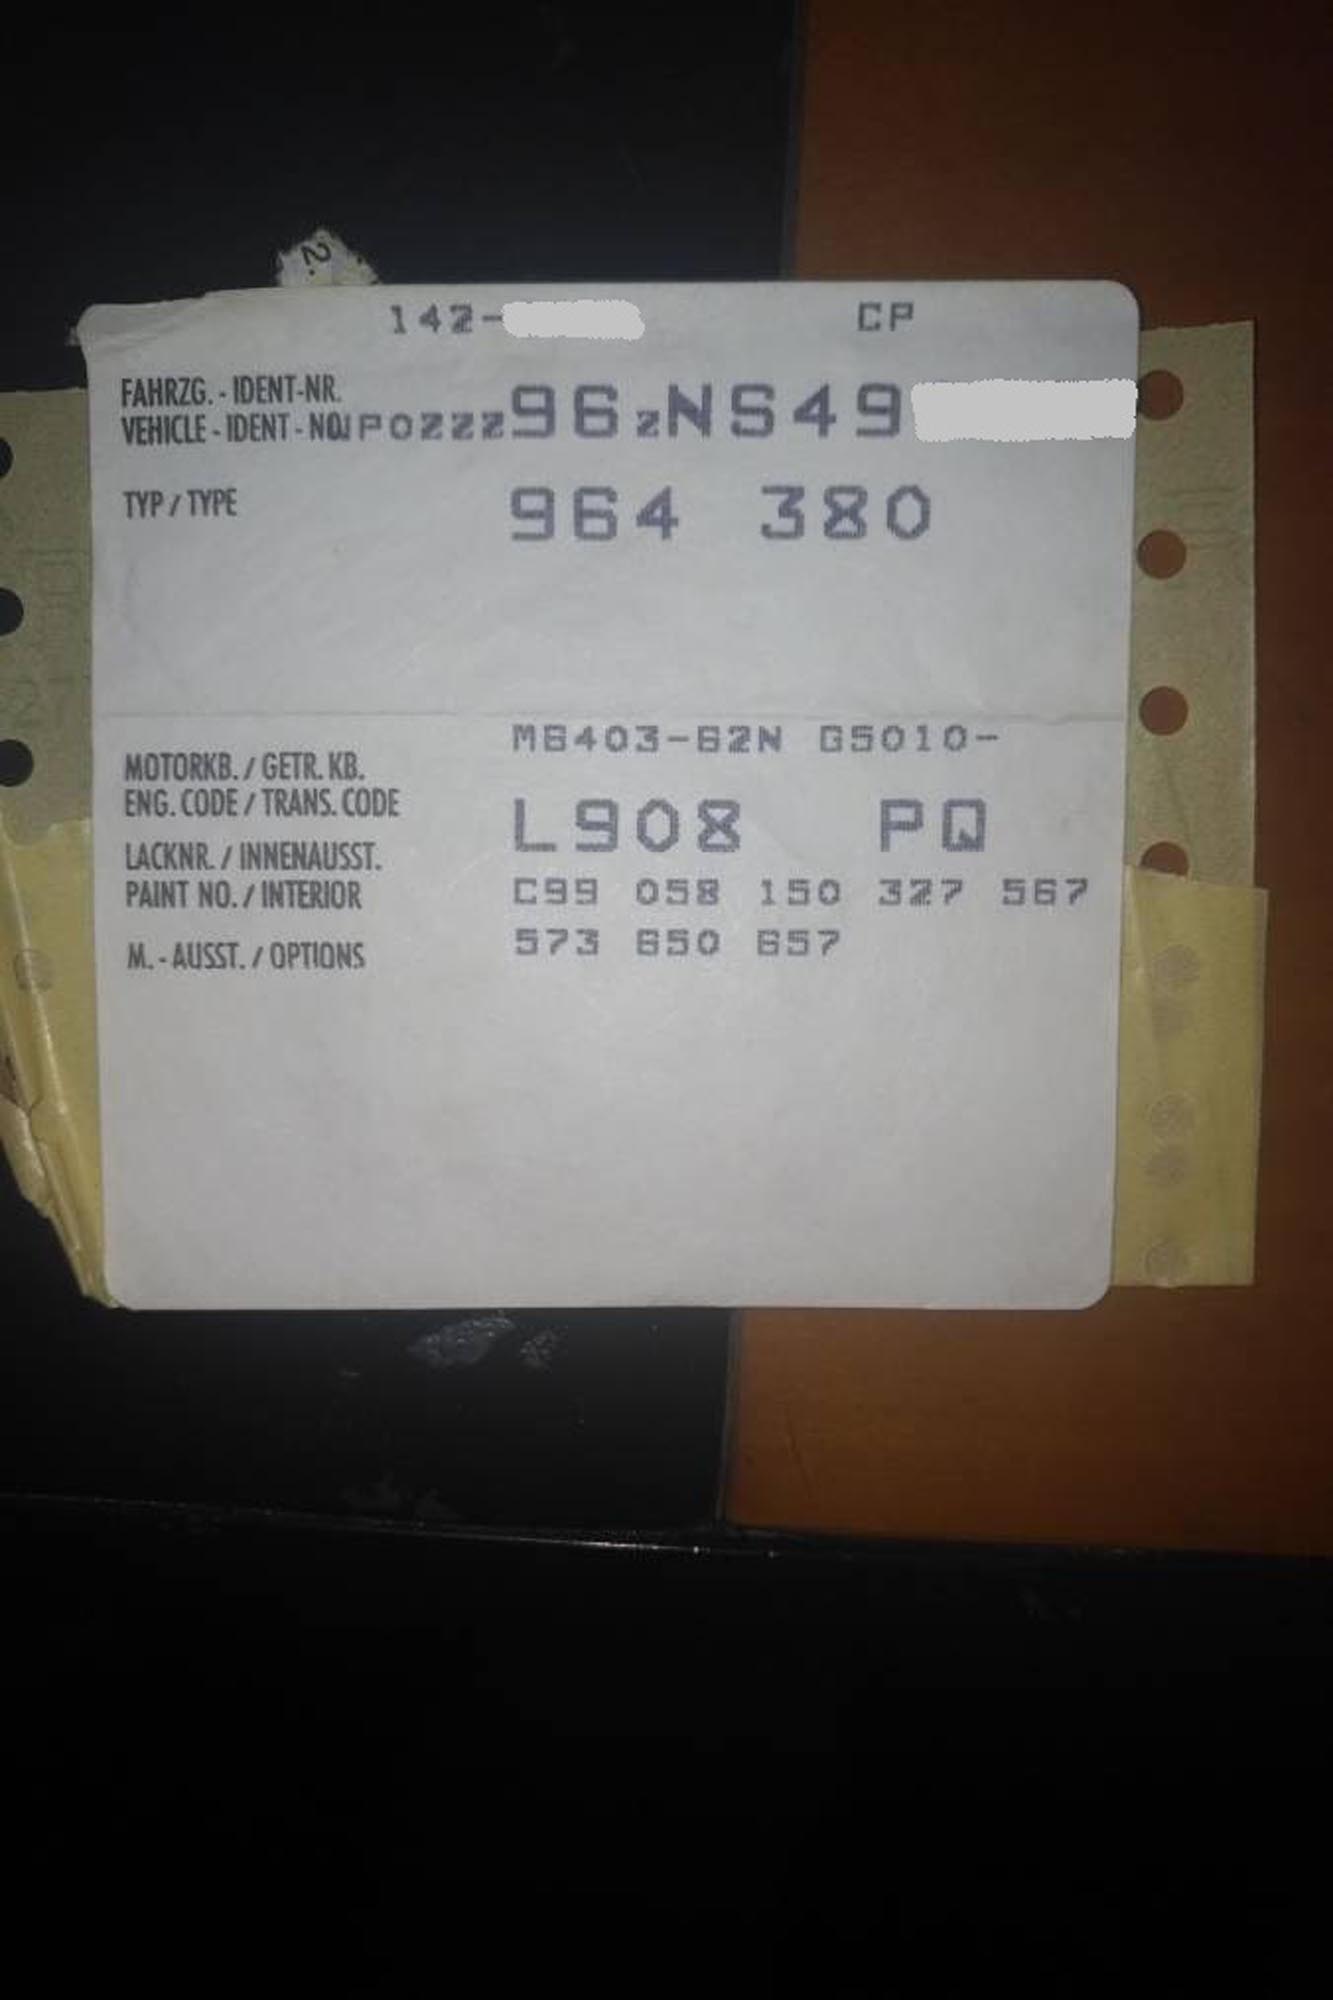 2.
142- CP
FAHRZG. - IDENT-NR.
VEHICLE - IDENT - NO. WP0ZZZ96ZNS49
TYP / TYPE 964 380
M6403-62N G5010-
MOTORKB. / GETR. KB.
ENG. CODE / TRANS. CODE
L908 PQ
LACKNR. / INNENAUSST.
PAINT NO. / INTERIOR
C99 058 150 327 567
573 650 657
M. - AUSST. / OPTIONS